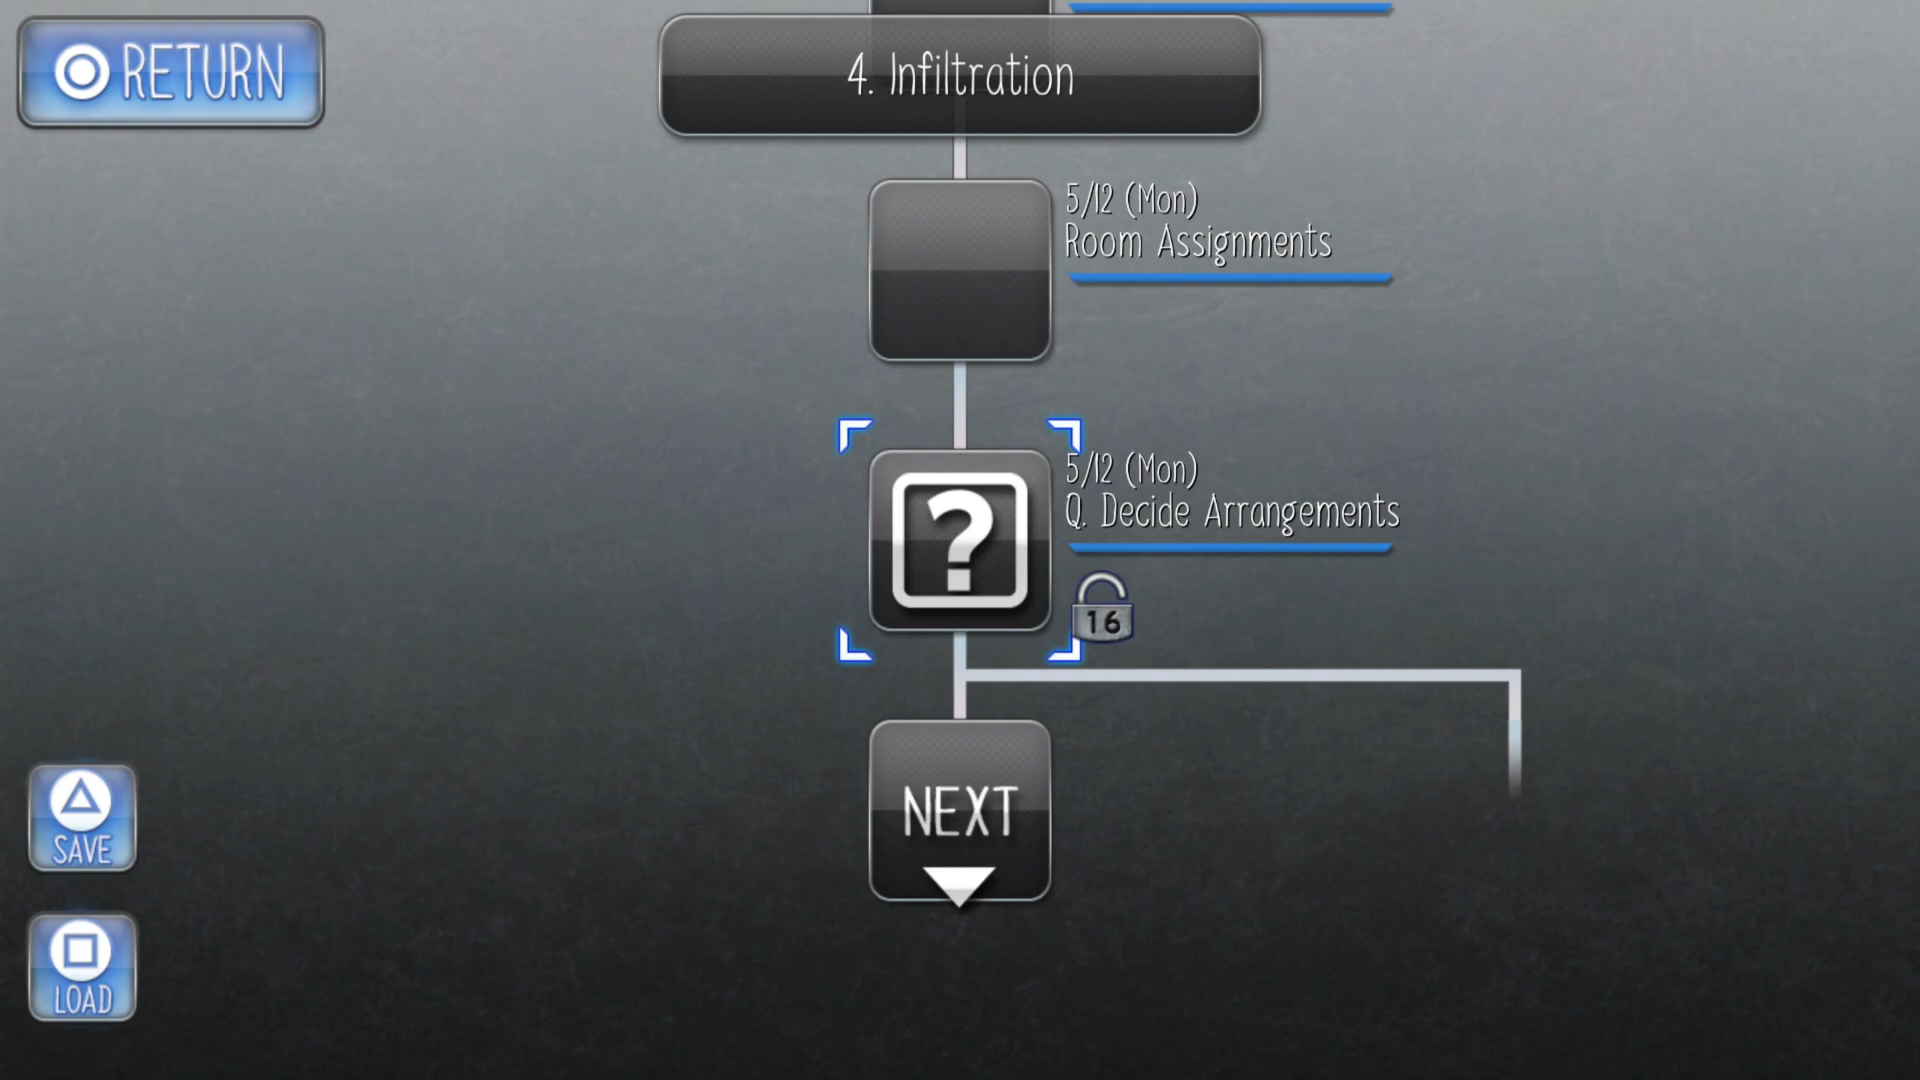 RETURN
4. Infiltration
5/12 (Mon)
Room Assignments
5/12 (Mon)
Q. Decide Arrangements
?
16
NEXT
SAVE
LOAD